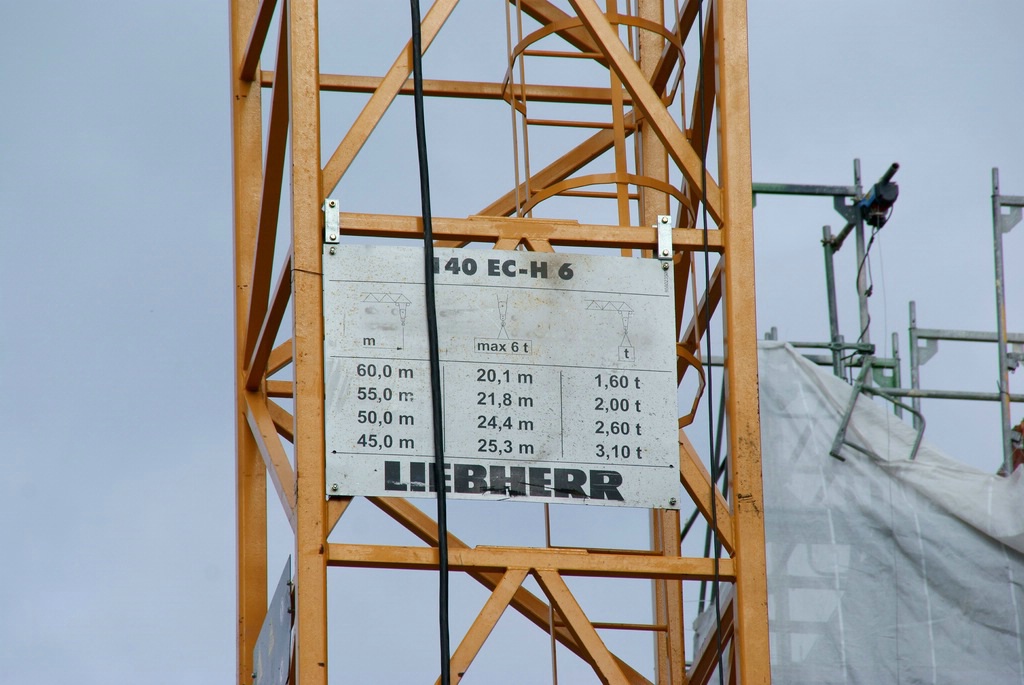 140 EC-H 6
m max 6 t t
60,0 m 20,1 m 1,60 t
55,0 m 21,8 m 2,00 t
50,0 m 24,4 m 2,60 t
45,0 m 25,3 m 3,10 t
LIEBHERR